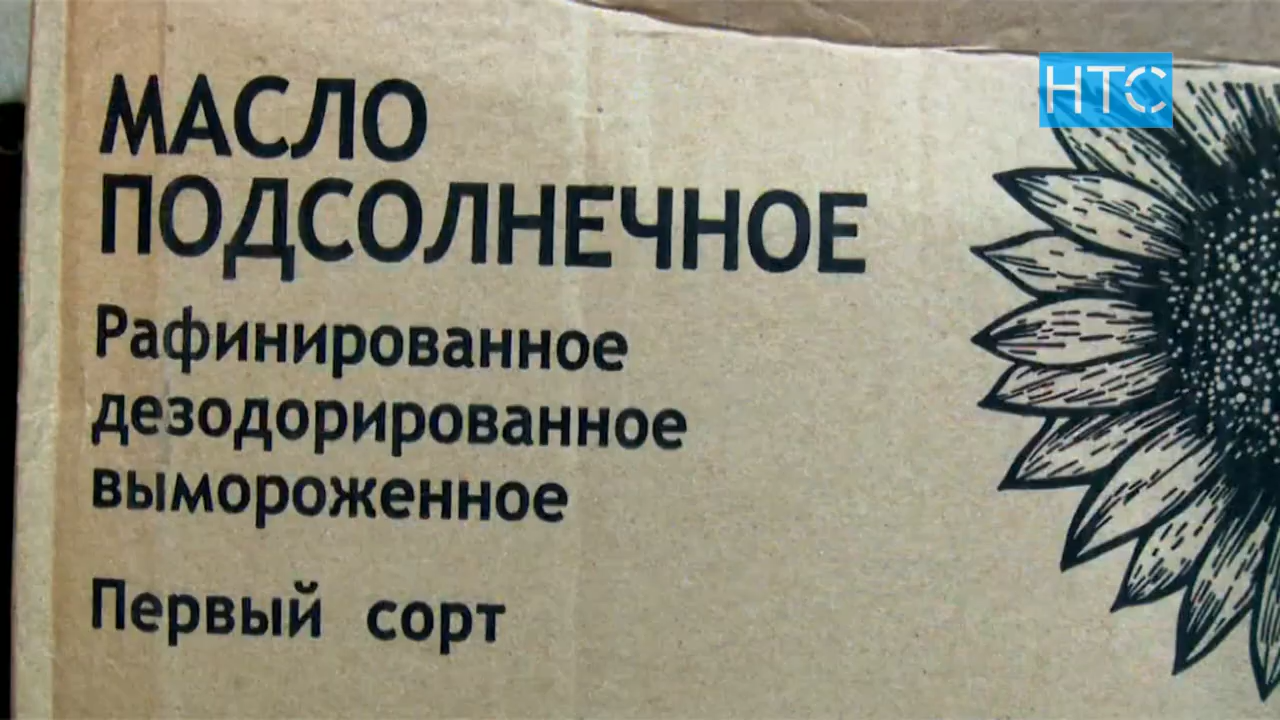 НТС
МАСЛО
ПОДСОЛНЕЧНОЕ
Рафинированное
дезодорированное
вымороженное
Первый сорт